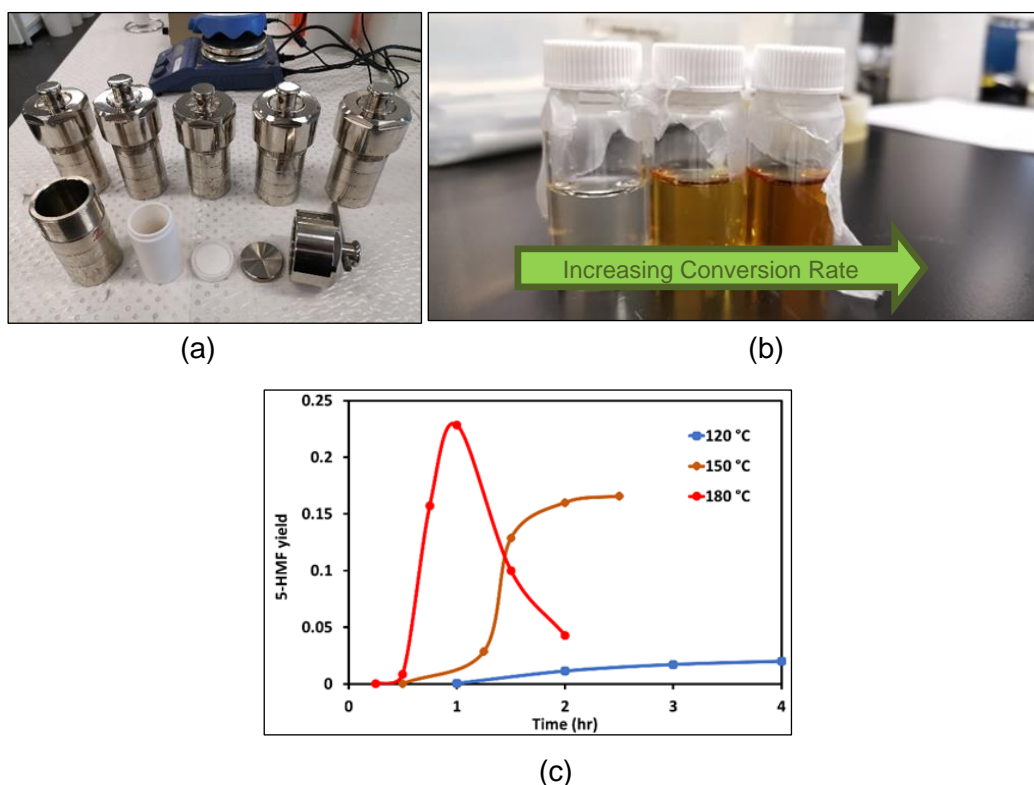 Increasing Conversion Rate
(a)
(b)
0.25
0.2
0.15
0.1
0.05
0
5-HMF yield
120 °C
150 °C
180 °C
0 1 2 3 4
Time (hr)
(c)